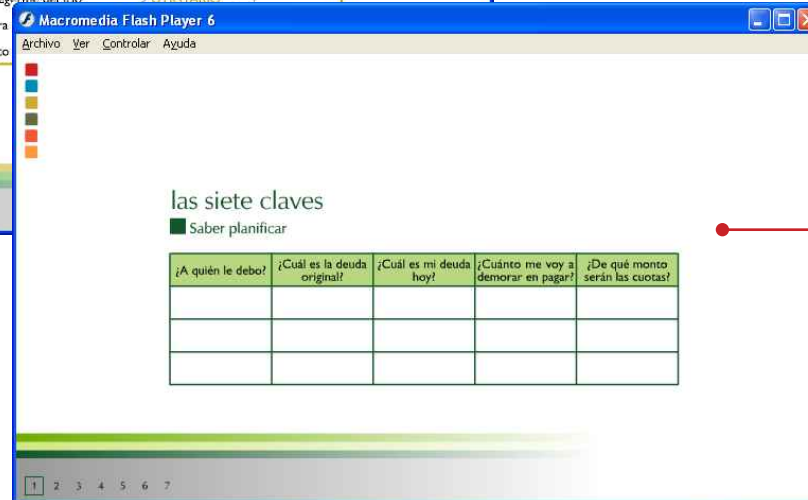 Macromedia Flash Player 6
Archivo Ver Controlar Ayuda
las siete claves
Saber planificar
¿A quién le debo? ¿Cuál es la deuda original? ¿Cuál es mi deuda hoy? ¿Cuánto me voy a demorar en pagar? ¿De qué monto serán las cuotas?
1 2 3 4 5 6 7